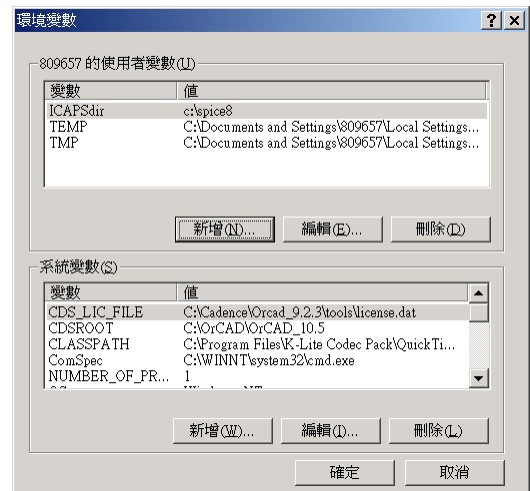 環境變數
809657 的使用者變數(U)
變數 值
ICAPSdir c:\spice8
TEMP C:\Documents and Settings\809657\Local Settings...
TMP C:\Documents and Settings\809657\Local Settings...
新增(N)... 編輯(E)... 刪除(D)
系統變數(S)
變數 值
CDS_LIC_FILE C:\Cadence\Orcad_9.2.3\tools\license.dat
CDSROOT C:\OrCAD\OrCAD_10.5
CLASSPATH C:\Program Files\K-Lite Codec Pack\QuickTi...
ComSpec C:\WINNT\system32\cmd.exe
NUMBER_OF_PR... 1
新增(W)... 編輯(I)... 刪除(L)
確定 取消